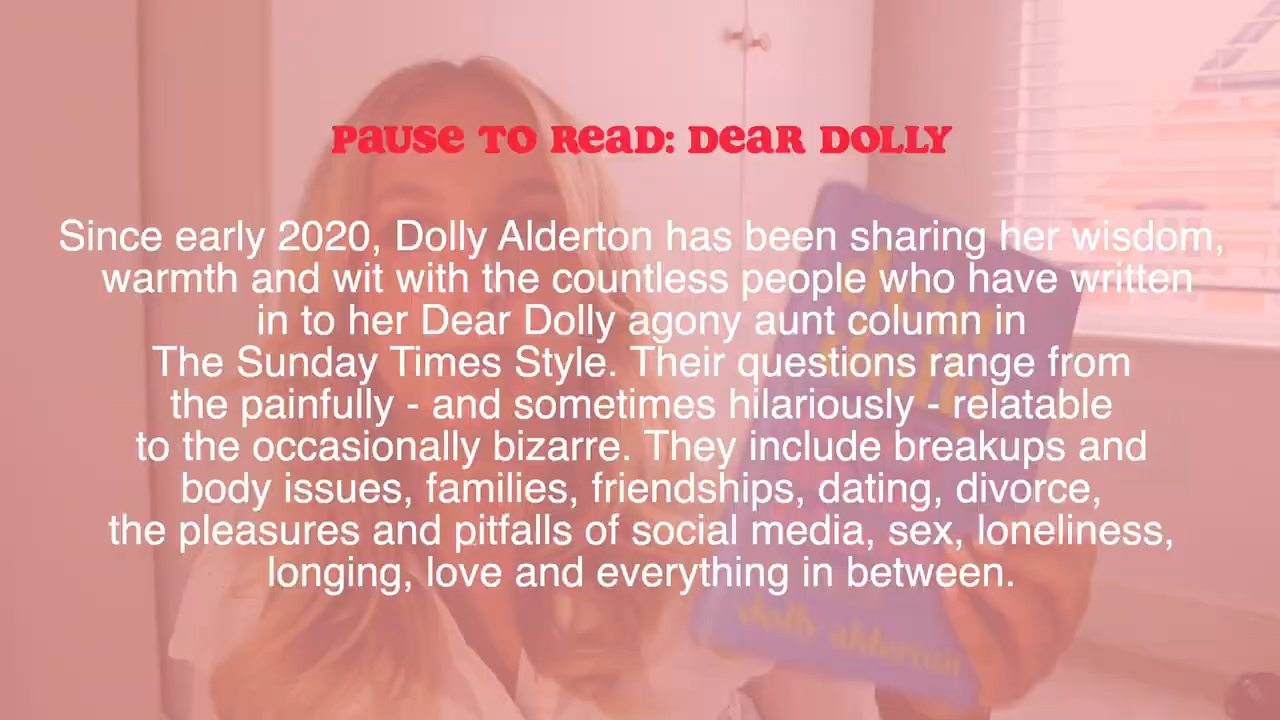 PAUSE TO READ: DEAR DOLLY
Since early 2020, Dolly Alderton has been sharing her wisdom,
warmth and wit with the countless people who have written
in to her Dear Dolly agony aunt column in
The Sunday Times Style. Their questions range from
the painfully - and sometimes hilariously - relatable
to the occasionally bizarre. They include breakups and
body issues, families, friendships, dating, divorce,
the pleasures and pitfalls of social media, sex, loneliness,
longing, love and everything in between.
dear
dolly
dolly alderton